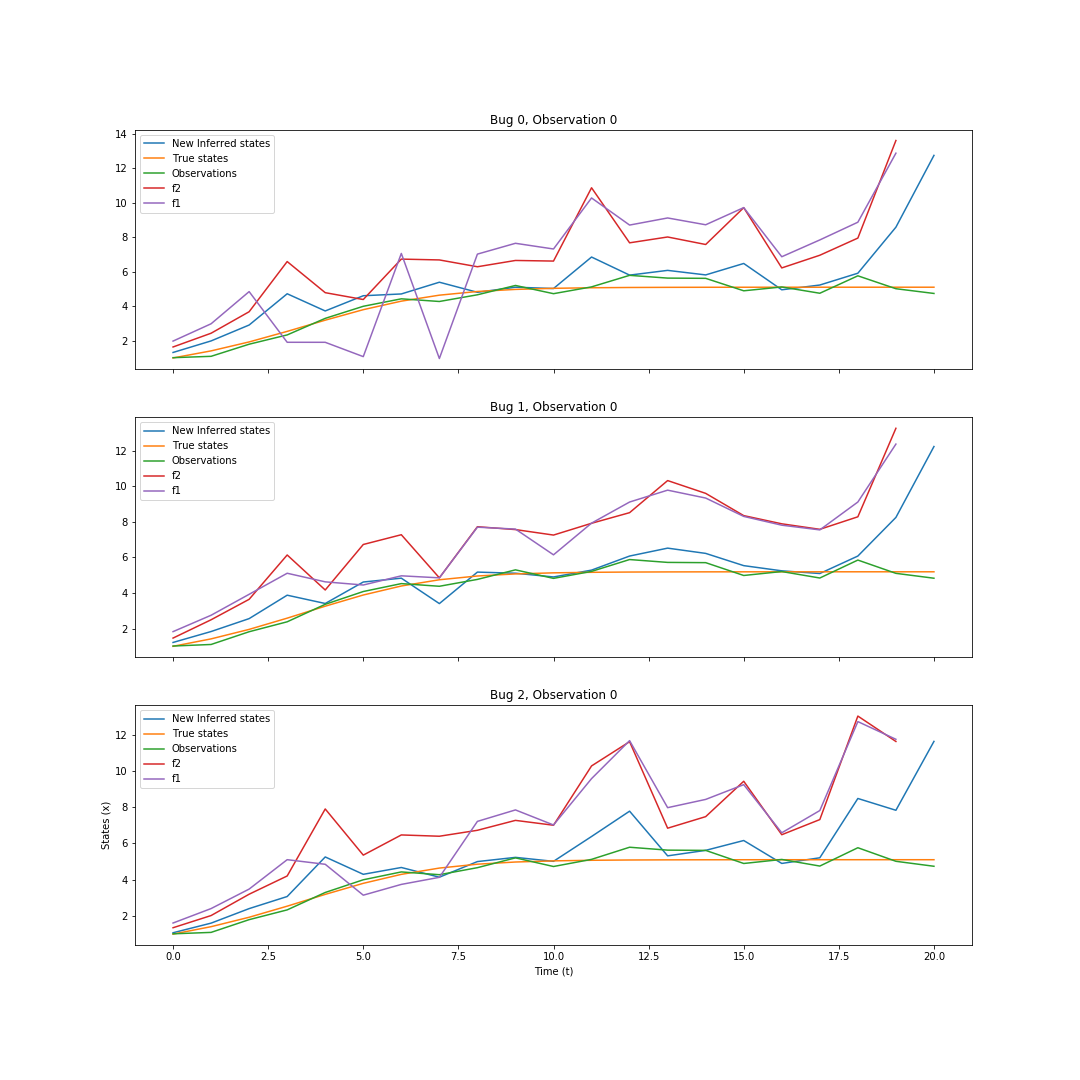 Bug 0, Observation 0
14
12
10
8
6
4
2
New Inferred states
True states
Observations
f2
f1
Bug 1, Observation 0
12
10
8
6
4
2
New Inferred states
True states
Observations
f2
f1
Bug 2, Observation 0
12
10
8
6
4
2
States (x)
New Inferred states
True states
Observations
f2
f1
0.0 2.5 5.0 7.5 10.0 12.5 15.0 17.5 20.0
Time (t)